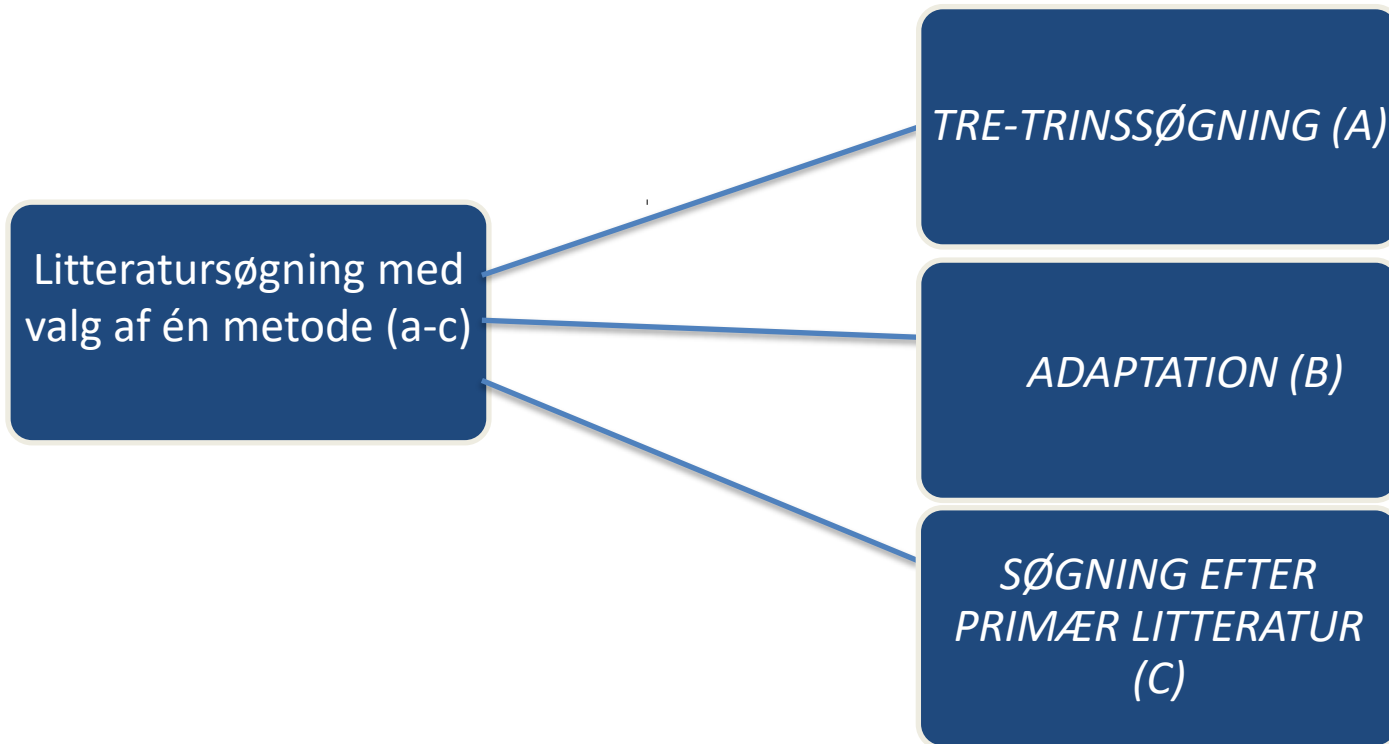 Litteratursøgning med
valg af én metode (a-c)
TRE-TRINSSØGNING (A)
ADAPTATION (B)
SØGNING EFTER
PRIMÆR LITTERATUR
(C)